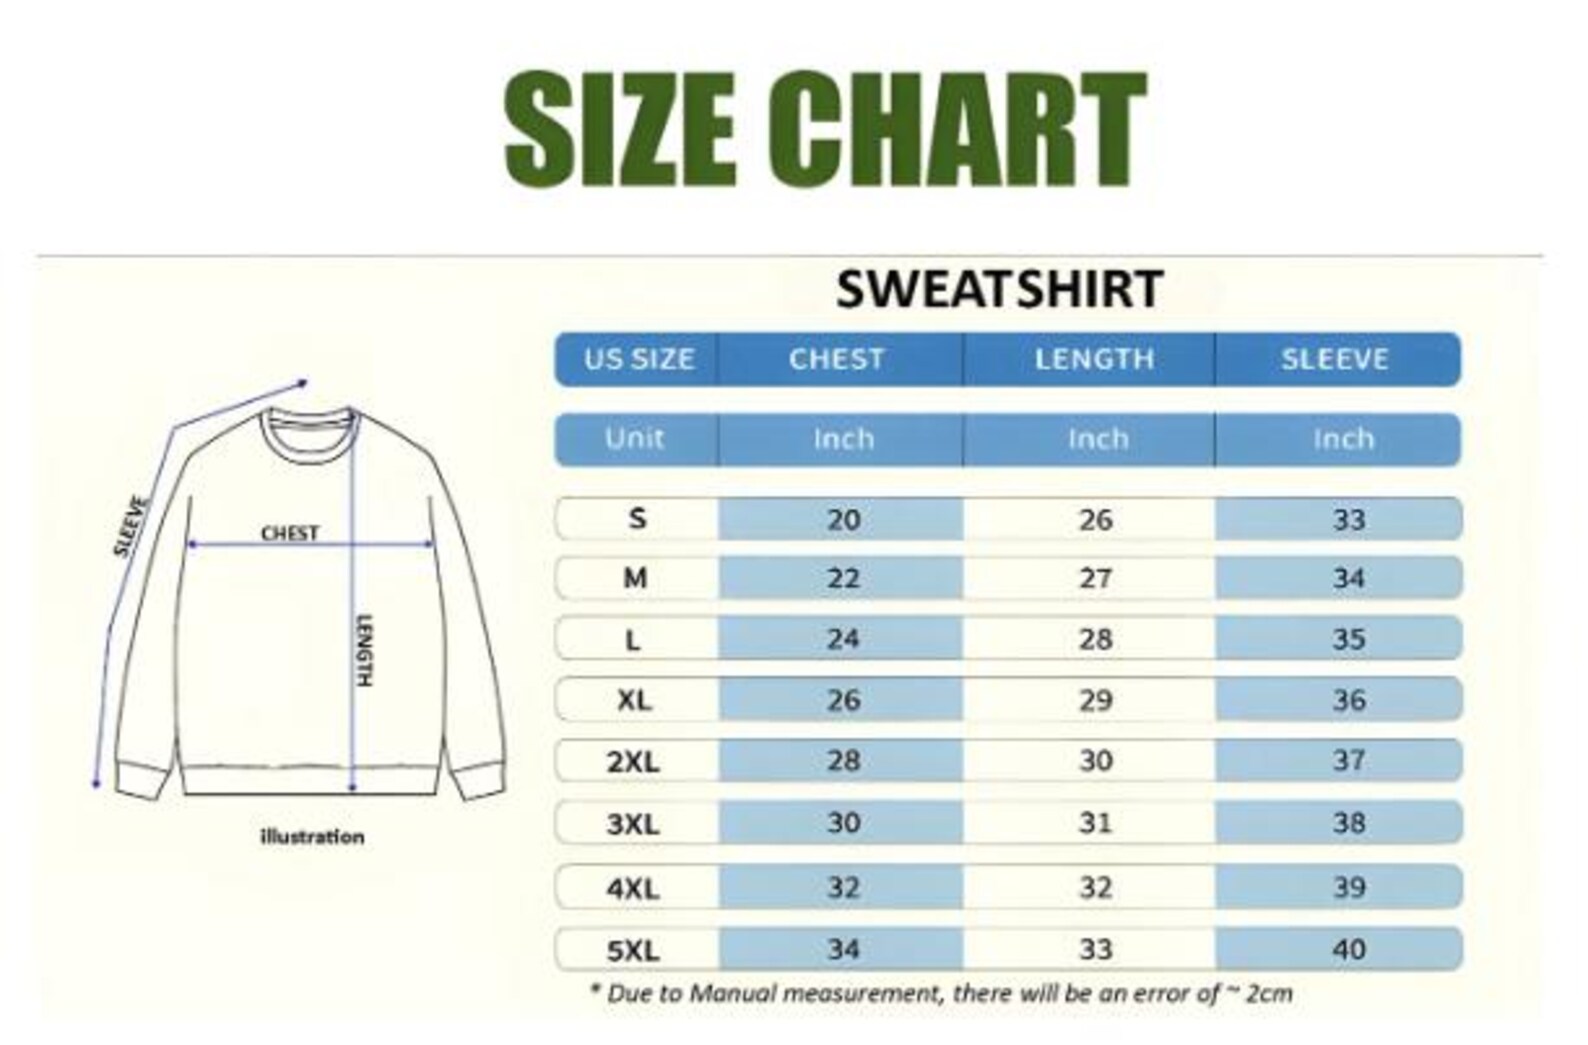 SIZE CHART
SWEATSHIRT
US SIZE CHEST LENGTH SLEEVE
Unit Inch Inch Inch
S 20 26 33
M 22 27 34
L 24 28 35
XL 26 29 36
2XL 28 30 37
3XL 30 31 38
4XL 32 32 39
5XL 34 33 40
* Due to Manual measurement, there will be an error of ~ 2cm
SLEEVE
CHEST
LENGTH
illustration